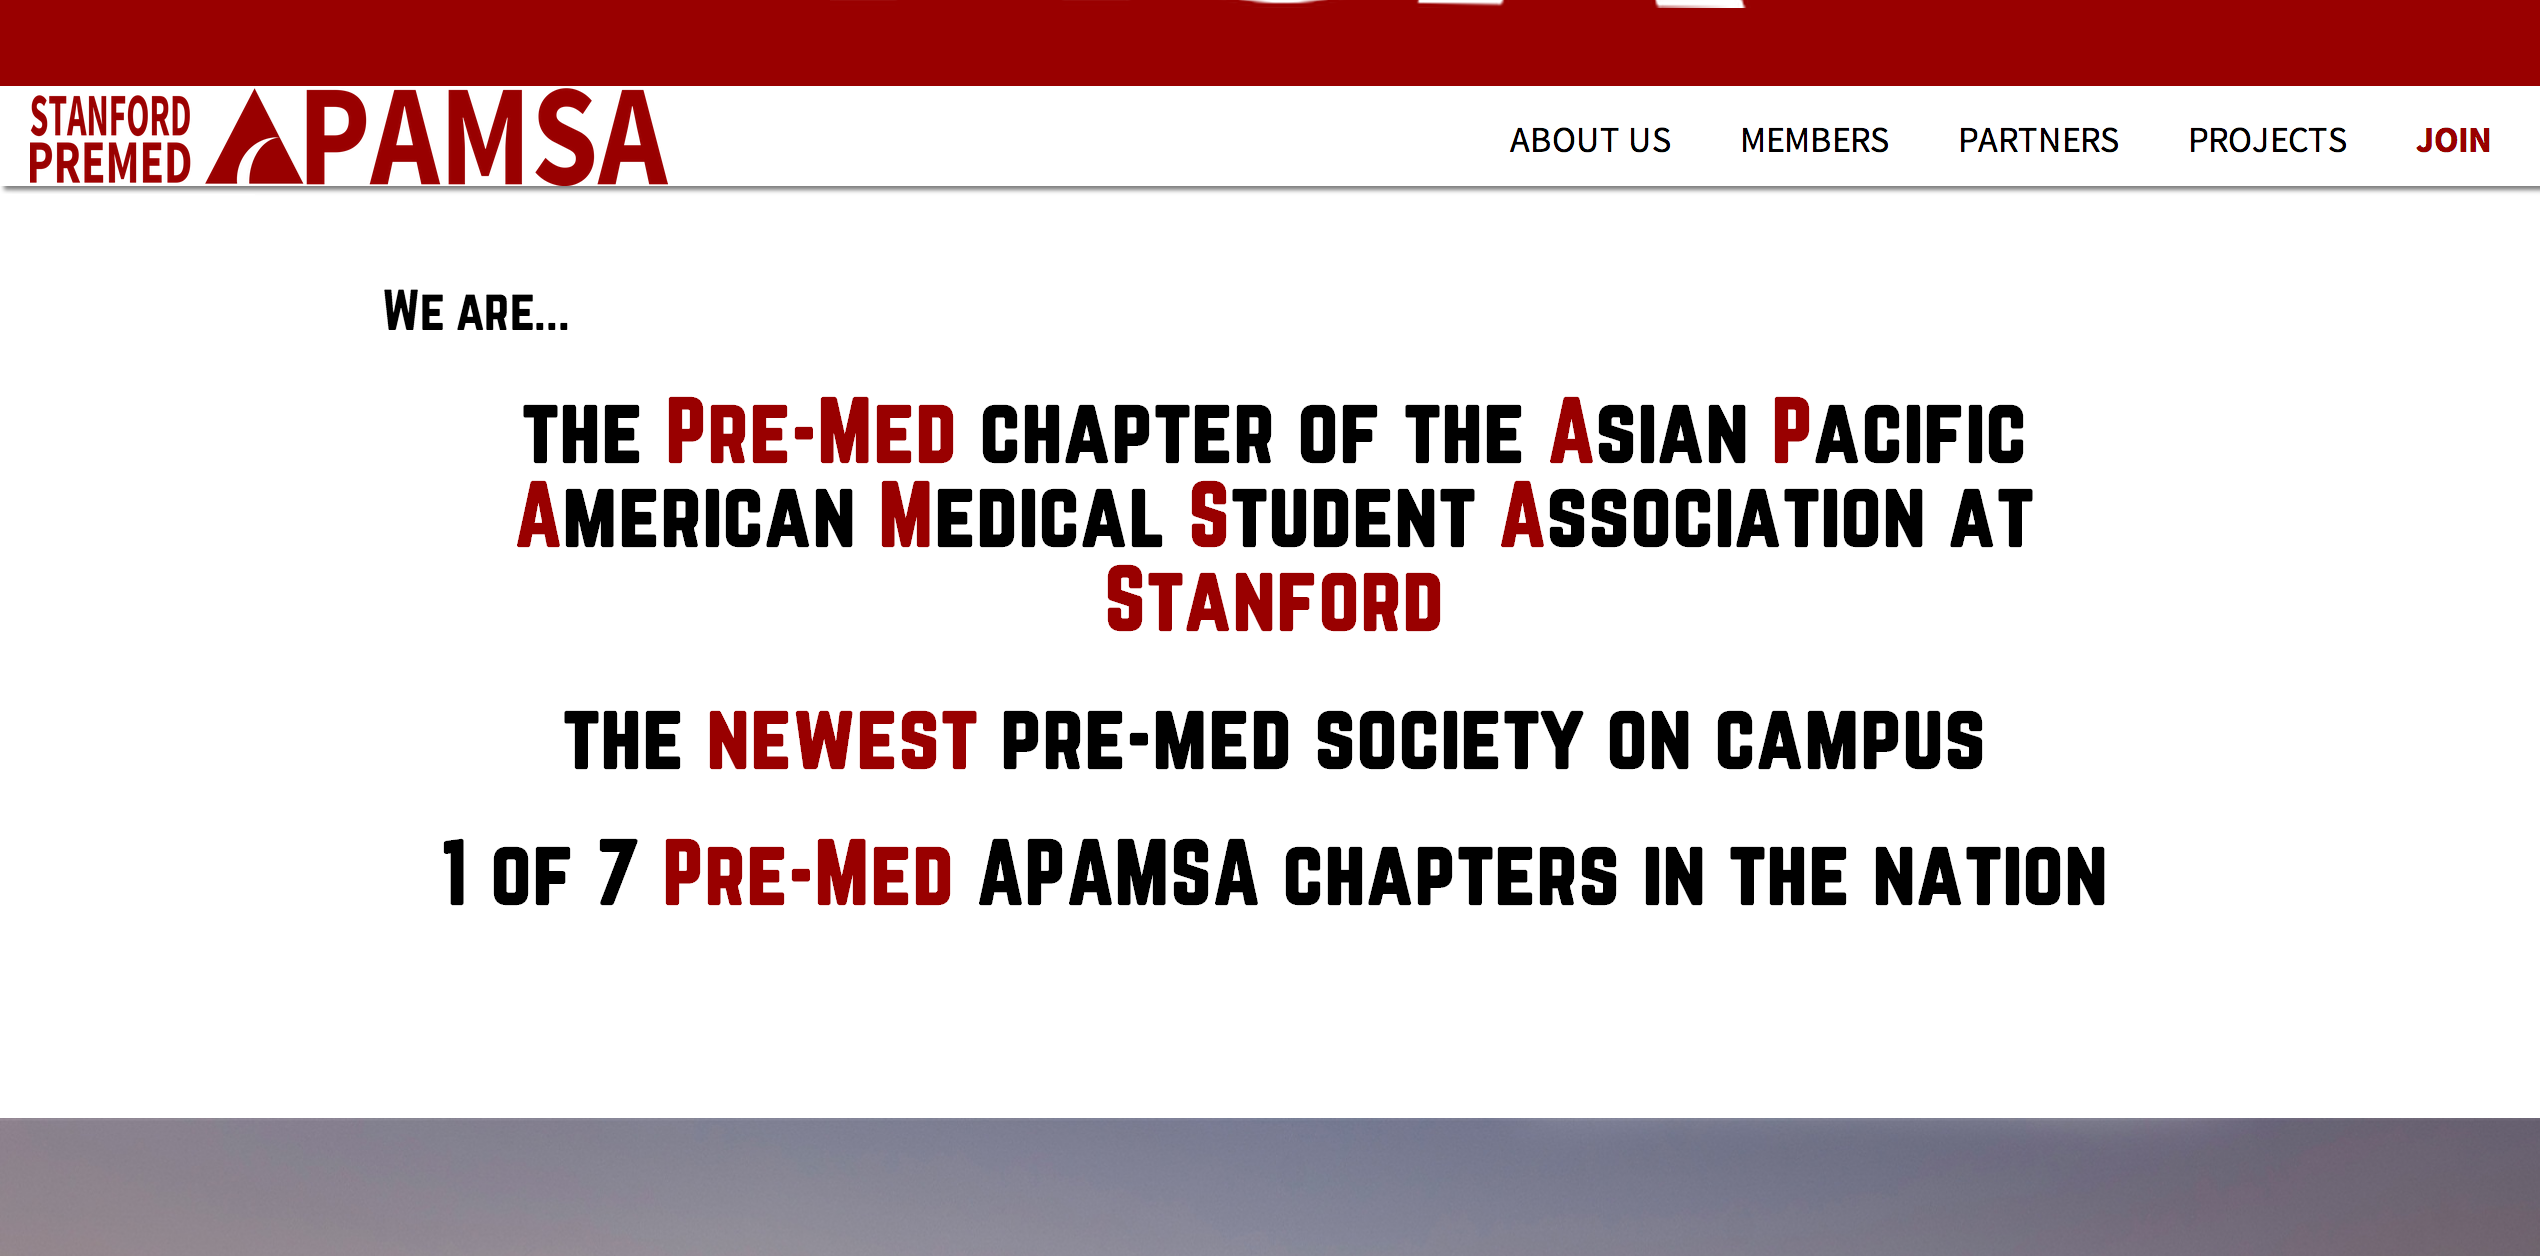 STANFORD
PREMED
APAMSA
ABOUT US
MEMBERS
PARTNERS
PROJECTS
JOIN
We are...
the Pre-Med chapter of the Asian Pacific
American Medical Student Association at
Stanford
the newest pre-med society on campus
1 of 7 Pre-Med APAMSA chapters in the nation